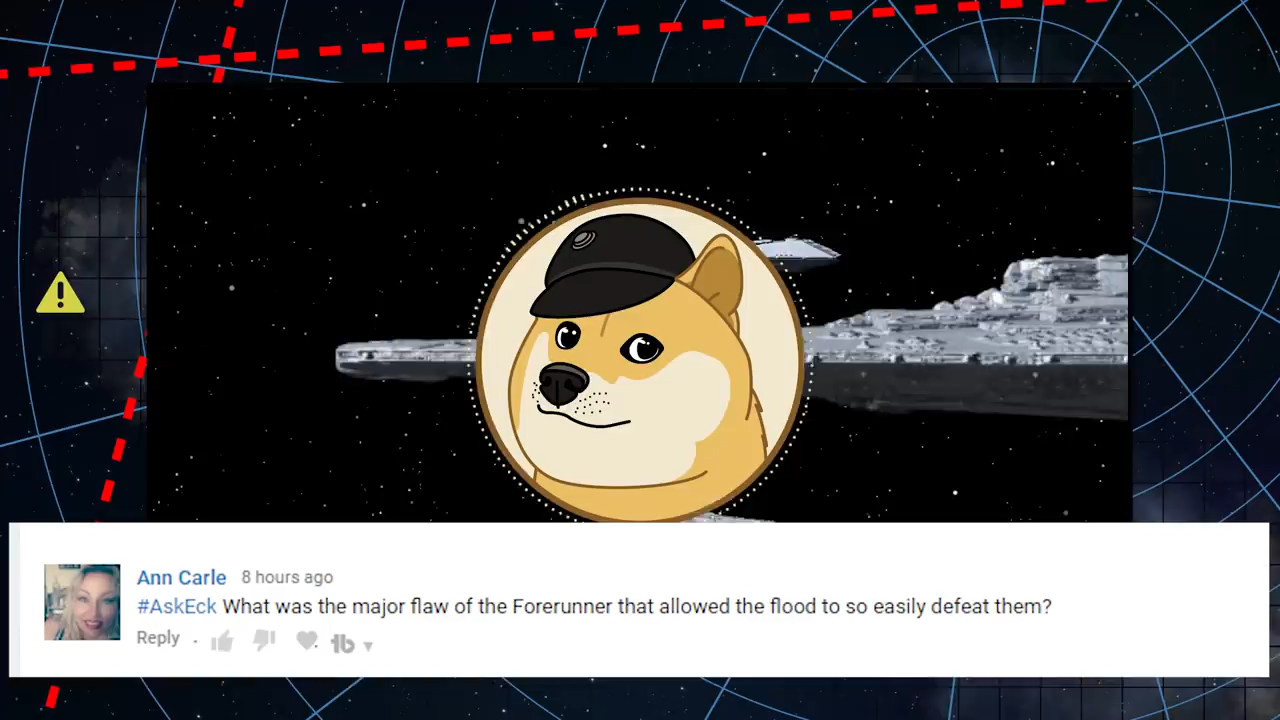 Ann Carle 8 hours ago
#AskEck What was the major flaw of the Forerunner that allowed the flood to so easily defeat them?
Reply .